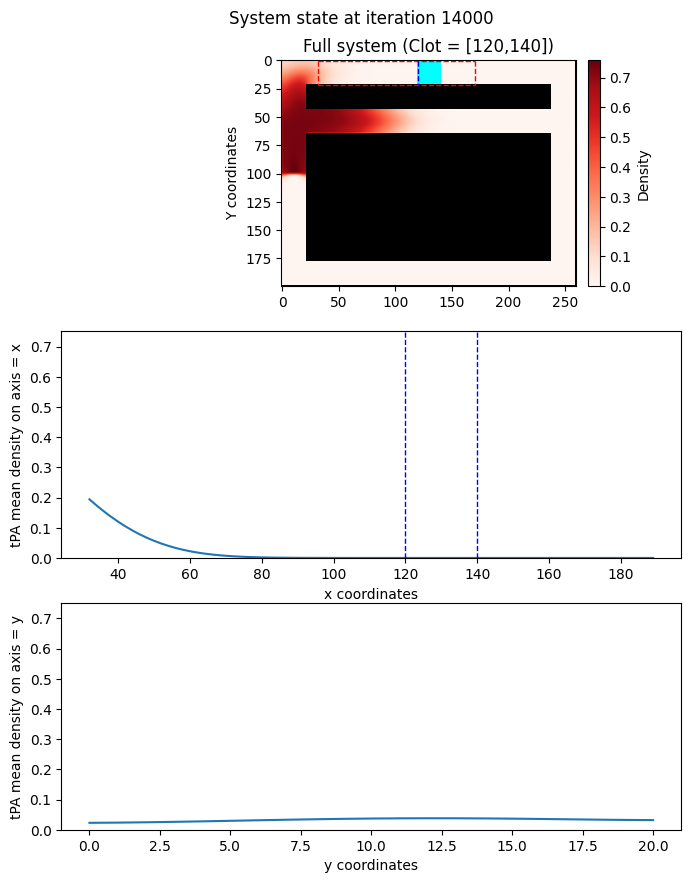 System state at iteration 14000
Full system (Clot = [120,140])
0
25
50
75
100
125
150
175
Y coordinates
0 50 100 150 200 250
0.7
0.6
0.5
0.4
0.3
0.2
0.1
0.0
Density
0.7
0.6
0.5
0.4
0.3
0.2
0.1
0.0
tPA mean density on axis = x
40 60 80 100 120 140 160 180
x coordinates
0.7
0.6
0.5
0.4
0.3
0.2
0.1
0.0
tPA mean density on axis = y
0.0 2.5 5.0 7.5 10.0 12.5 15.0 17.5 20.0
y coordinates